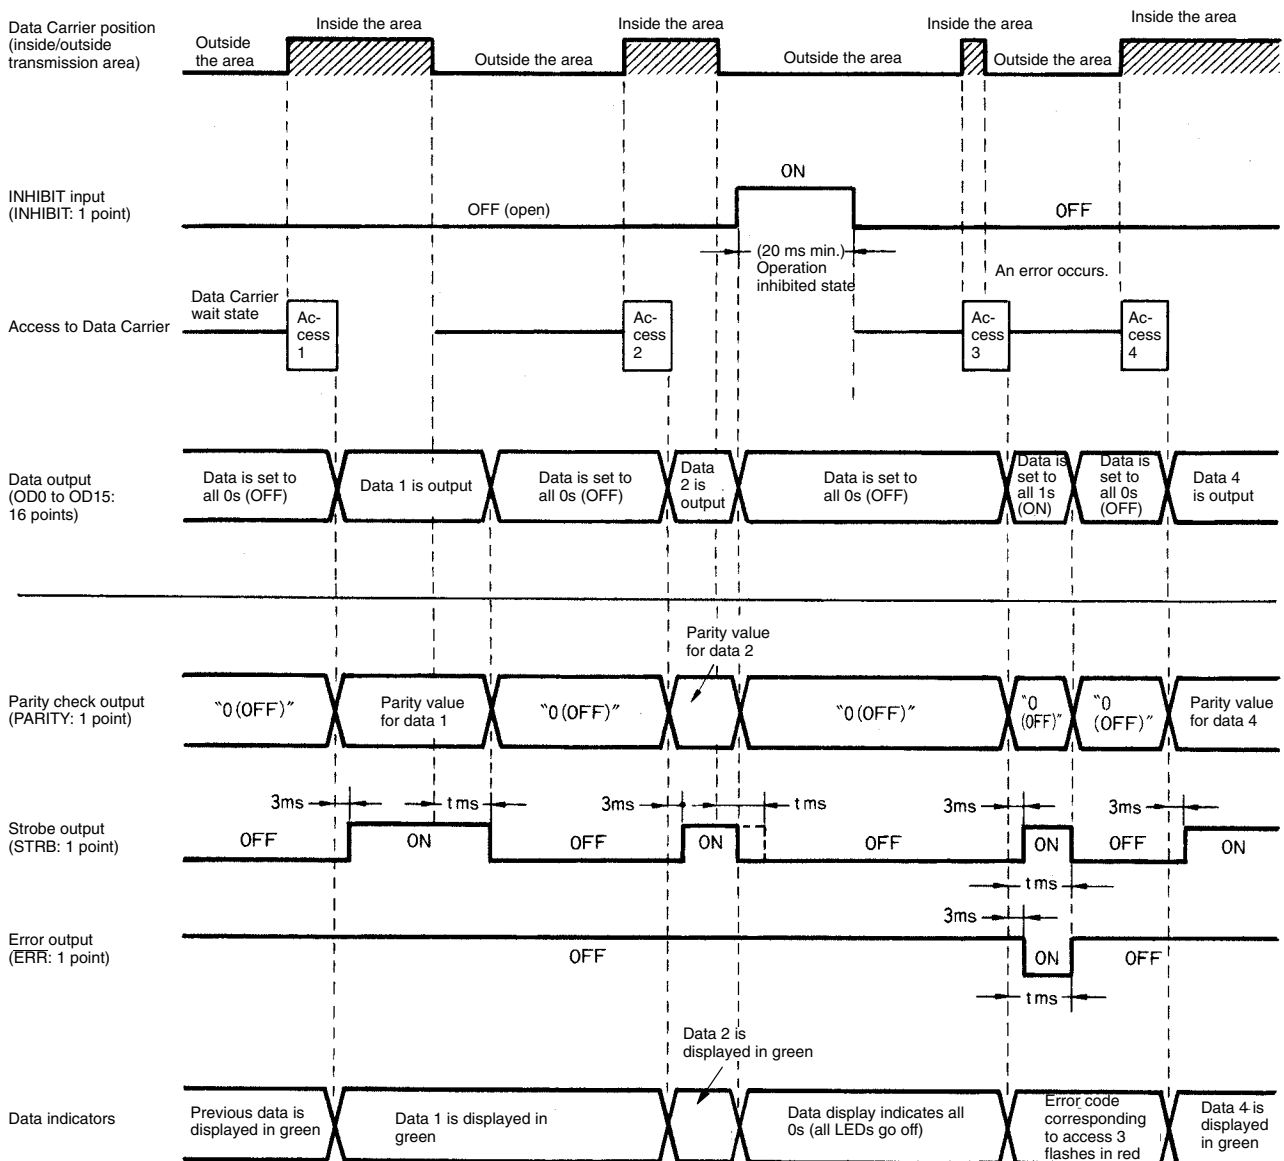 Data Carrier position
(inside/outside
transmission area)
Outside
the area
Inside the area
Outside the area
Inside the area
Outside the area
Inside the area
Outside the area
Inside the area
INHIBIT input
(INHIBIT: 1 point)
OFF (open)
ON
OFF
(20 ms min.)
Operation
inhibited state
An error occurs.
Access to Data Carrier
Data Carrier
wait state
Ac-
cess
1
Ac-
cess
2
Ac-
cess
3
Ac-
cess
4
Data output
(OD0 to OD15:
16 points)
Data is set to
all 0s (OFF)
Data 1 is output
Data is set to
all 0s (OFF)
Data
2 is
output
Data is set to
all 0s (OFF)
Data is
set to
all 1s
(ON)
Data is
set to
all 0s
(OFF)
Data 4
is output
Parity value
for data 2
Parity check output
(PARITY: 1 point)
"0 (OFF)"
Parity value
for data 1
"0 (OFF)"
"0 (OFF)"
"0
(OFF)"
"0
(OFF)"
Parity value
for data 4
3ms
t ms
3ms
t ms
3ms
3ms
Strobe output
(STRB: 1 point)
OFF
ON
OFF
ON
OFF
ON
OFF
ON
t ms
3ms
Error output
(ERR: 1 point)
OFF
ON
OFF
t ms
Data 2 is
displayed in green
Data indicators
Previous data is
displayed in green
Data 1 is displayed in
green
Data display indicates all
0s (all LEDs go off)
Error code
corresponding
to access 3
flashes in red
Data 4 is
displayed
in green